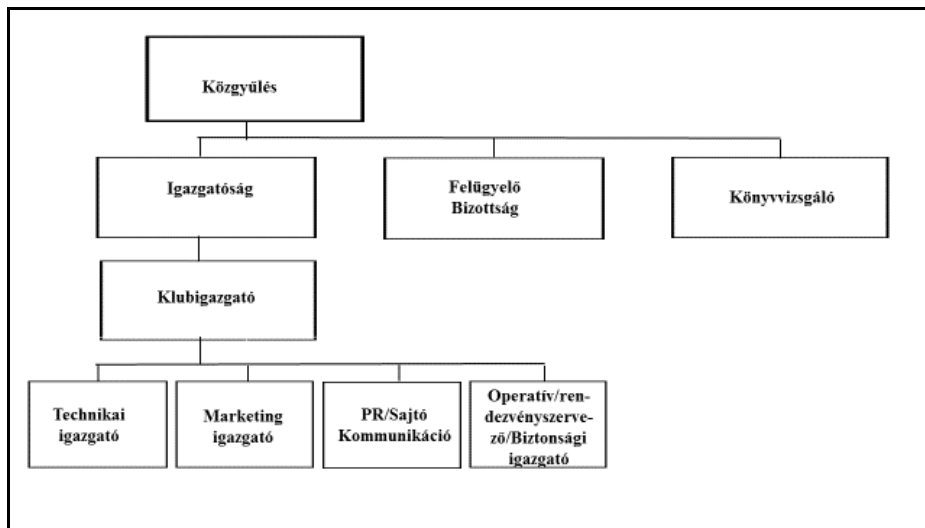 Közgyűlés
Igazgatóság
Felügyelő
Bizottság
Könyvvizsgáló
Klubigazgató
Technikai
igazgató
Marketing
igazgató
PR/Sajtó
Kommunikáció
Operatív/ren-
dezvényszerve-
ző/Biztonsági
igazgató